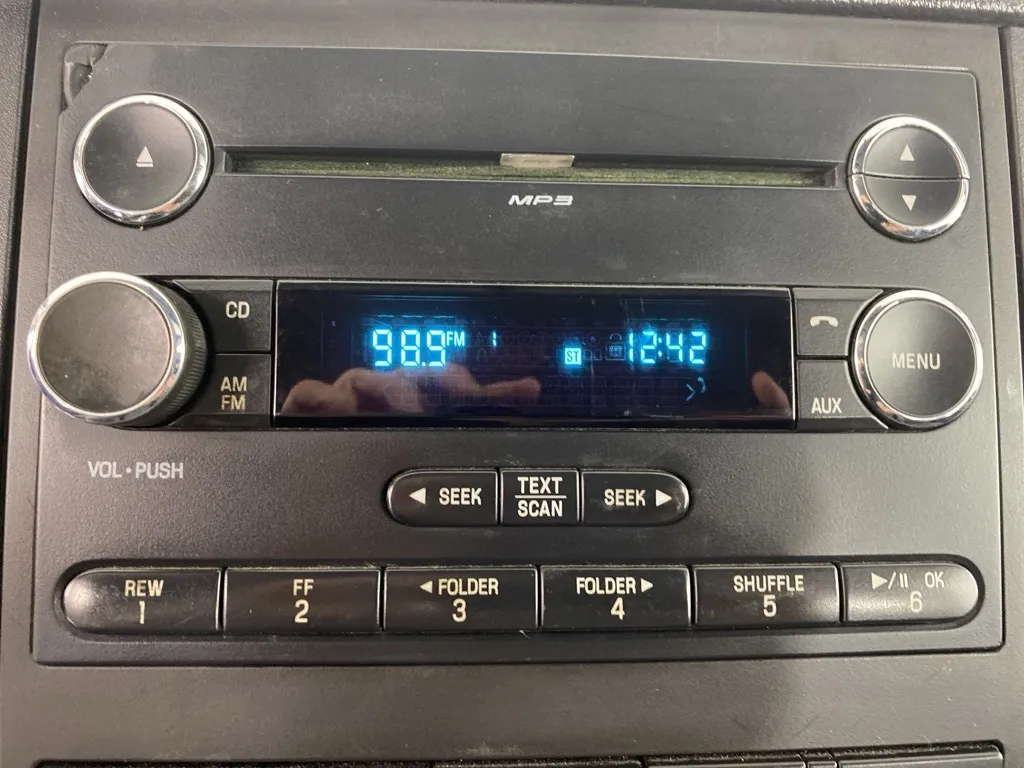 MP3
CD
98.9 FM 1 ST 12:42
MENU
AM
FM
AUX
VOL • PUSH
◀ SEEK
TEXT
SCAN
SEEK ▶
REW
1
FF
2
◀ FOLDER
3
FOLDER ▶
4
SHUFFLE
5
▶/II OK
6